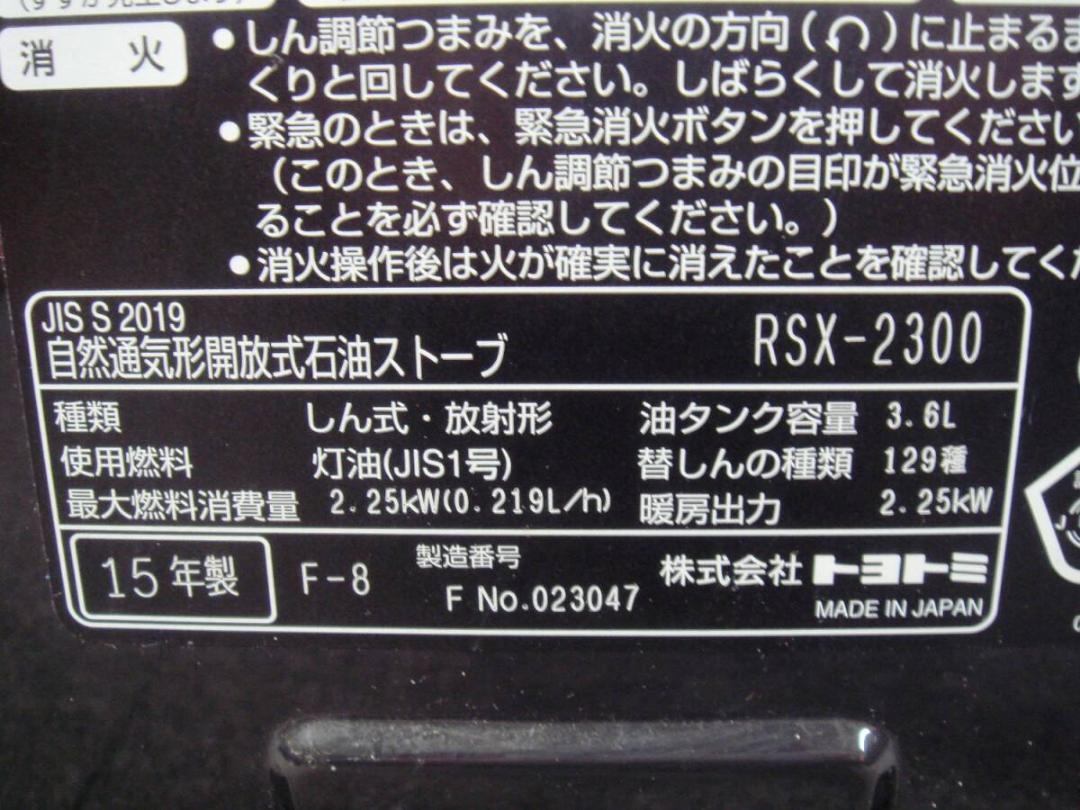 消 火
●しん調節つまみを、消火の方向(↶)に止まるま
くりと回してください。しばらくして消火します
●緊急のときは、緊急消火ボタンを押してください
(このとき、しん調節つまみの目印が緊急消火位
ることを必ず確認してください。)
●消火操作後は火が確実に消えたことを確認してくだ
JIS S 2019
自然通気形開放式石油ストーブ RSX-2300
種類 しん式・放射形 油タンク容量 3.6L
使用燃料 灯油(JIS1号) 替しんの種類 129種
最大燃料消費量 2.25kW(0.219L/h) 暖房出力 2.25kW
15年製 F-8 製造番号 F No.023047 株式会社トヨトミ
MADE IN JAPAN